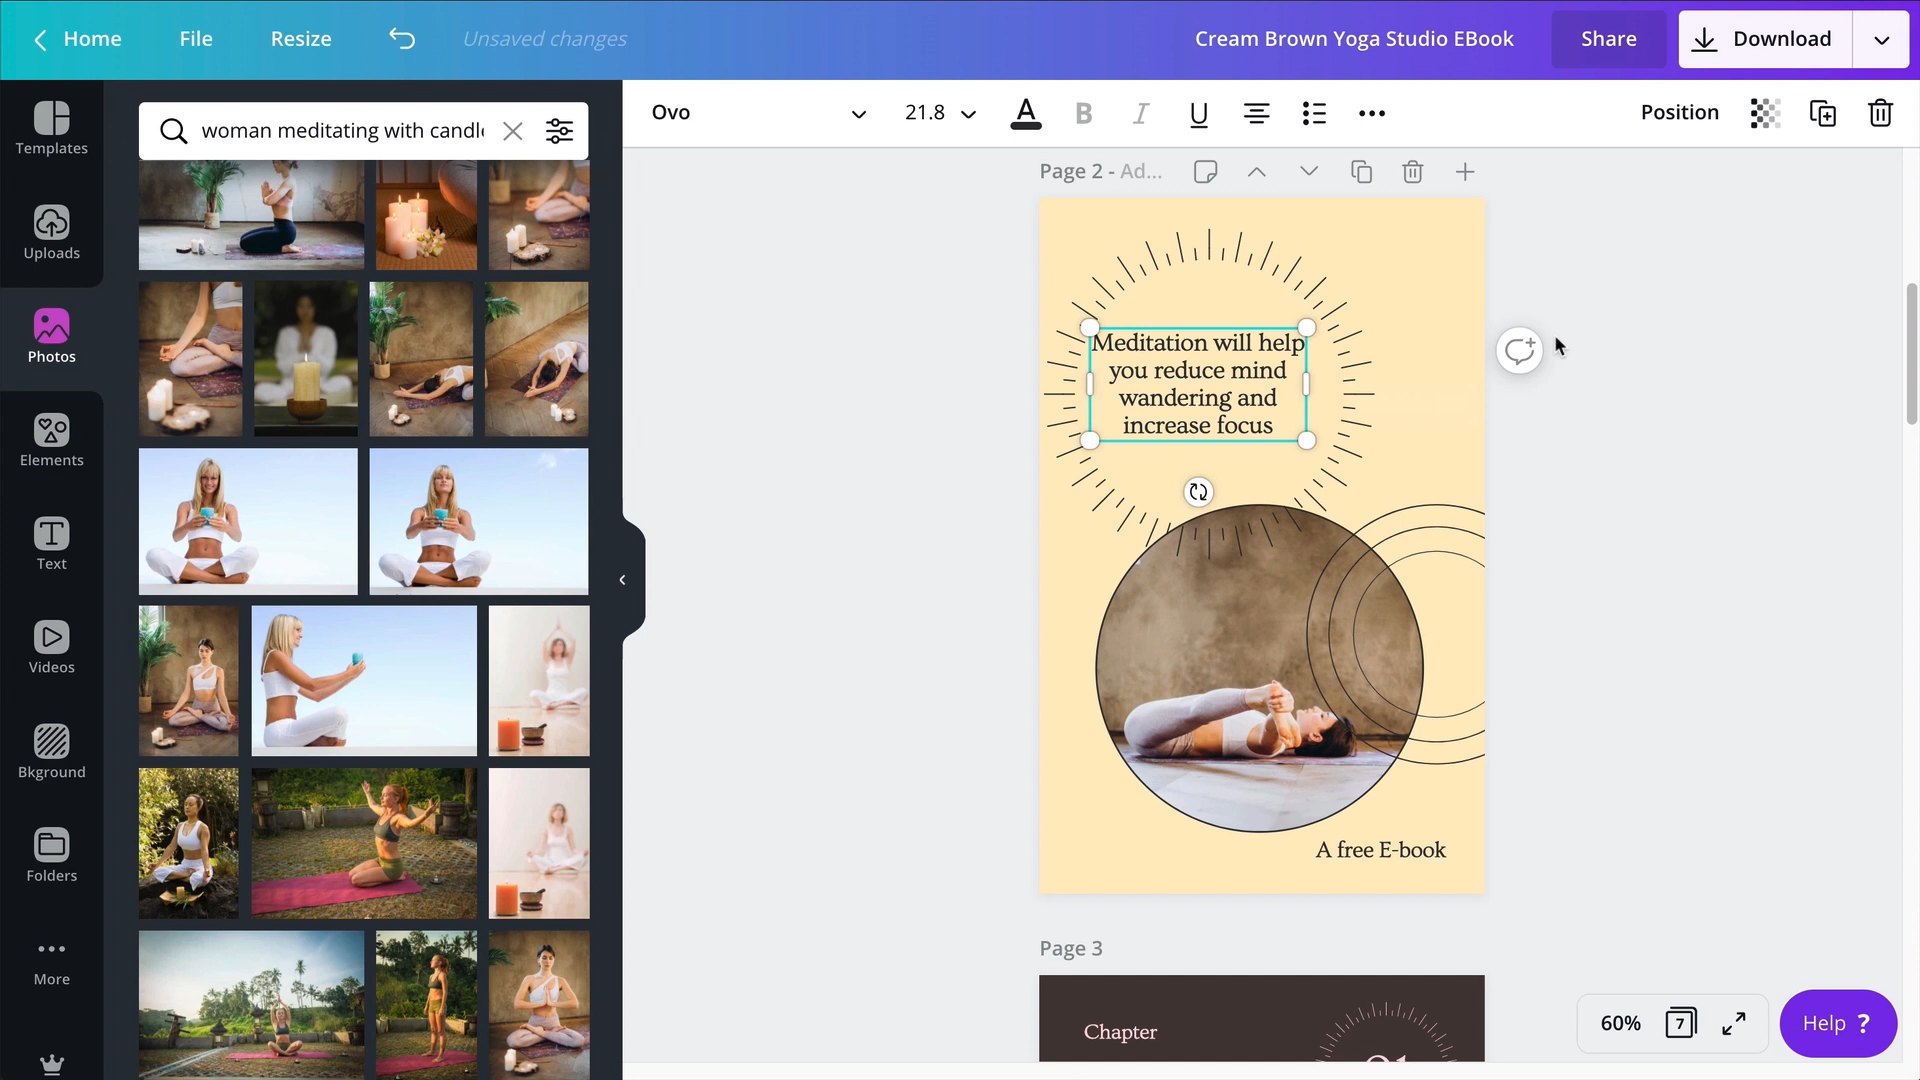 Home
File
Resize
Unsaved changes
Cream Brown Yoga Studio EBook
Share
Download
Templates
Uploads
Photos
Elements
Text
Videos
Bkground
Folders
More
woman meditating with candl
Ovo
21.8
A
B
I
U
Position
Page 2 - Ad...
Meditation will help
you reduce mind
wandering and
increase focus
A free E-book
Page 3
Chapter
01
60%
7
Help ?